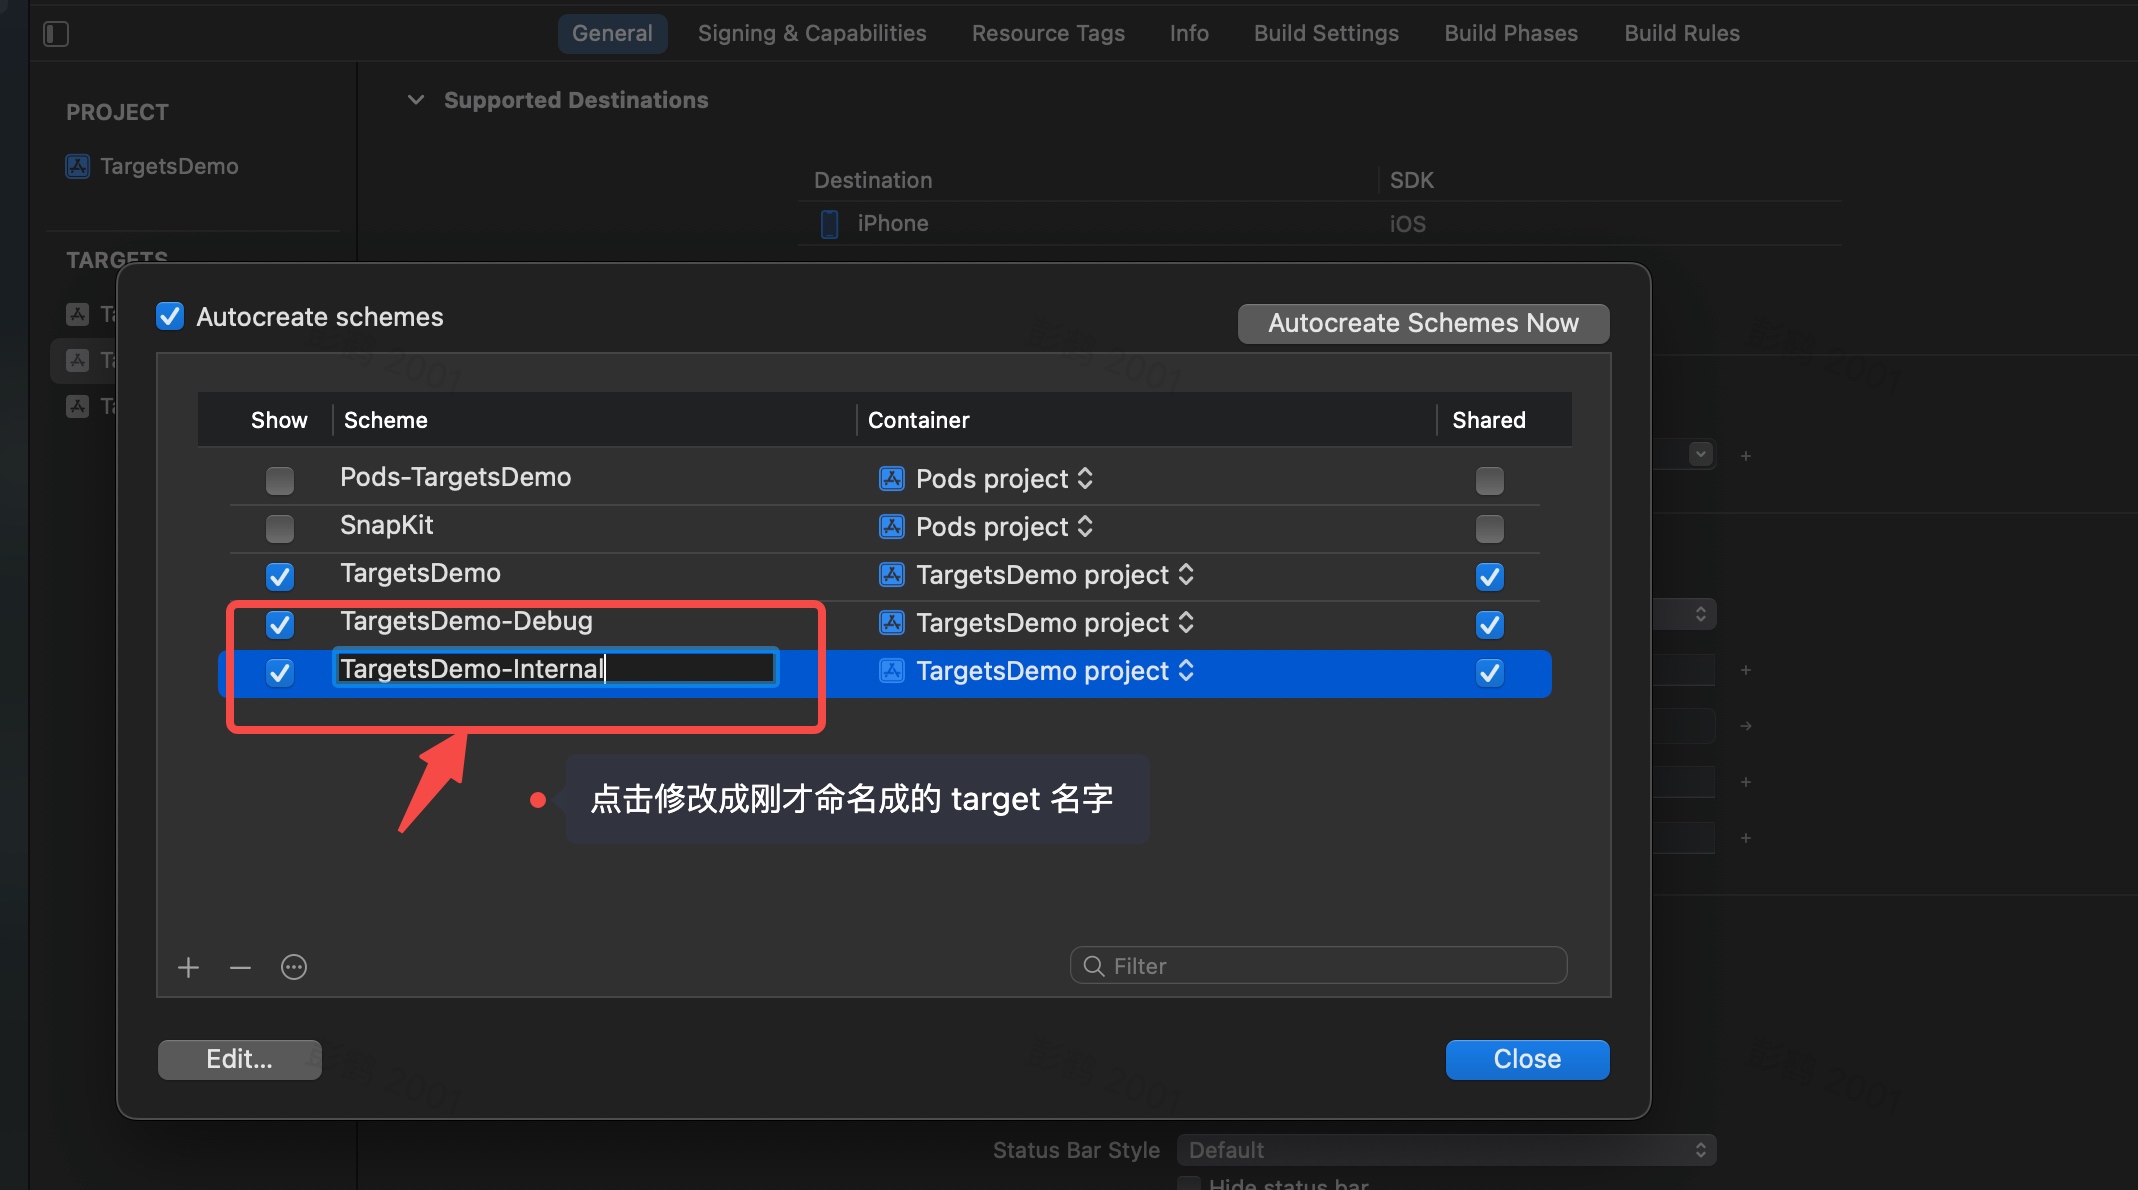 General
Signing & Capabilities
Resource Tags
Info
Build Settings
Build Phases
Build Rules
PROJECT
TargetsDemo
Supported Destinations
Destination
SDK
iPhone
iOS
TARGETS
Autocreate schemes
Autocreate Schemes Now
Show
Scheme
Container
Shared
Pods-TargetsDemo
Pods project
SnapKit
Pods project
TargetsDemo
TargetsDemo project
TargetsDemo-Debug
TargetsDemo project
TargetsDemo-Internal
TargetsDemo project
点击修改成刚才命名成的 target 名字
Filter
Edit...
Close
Status Bar Style
Default
Hide status bar